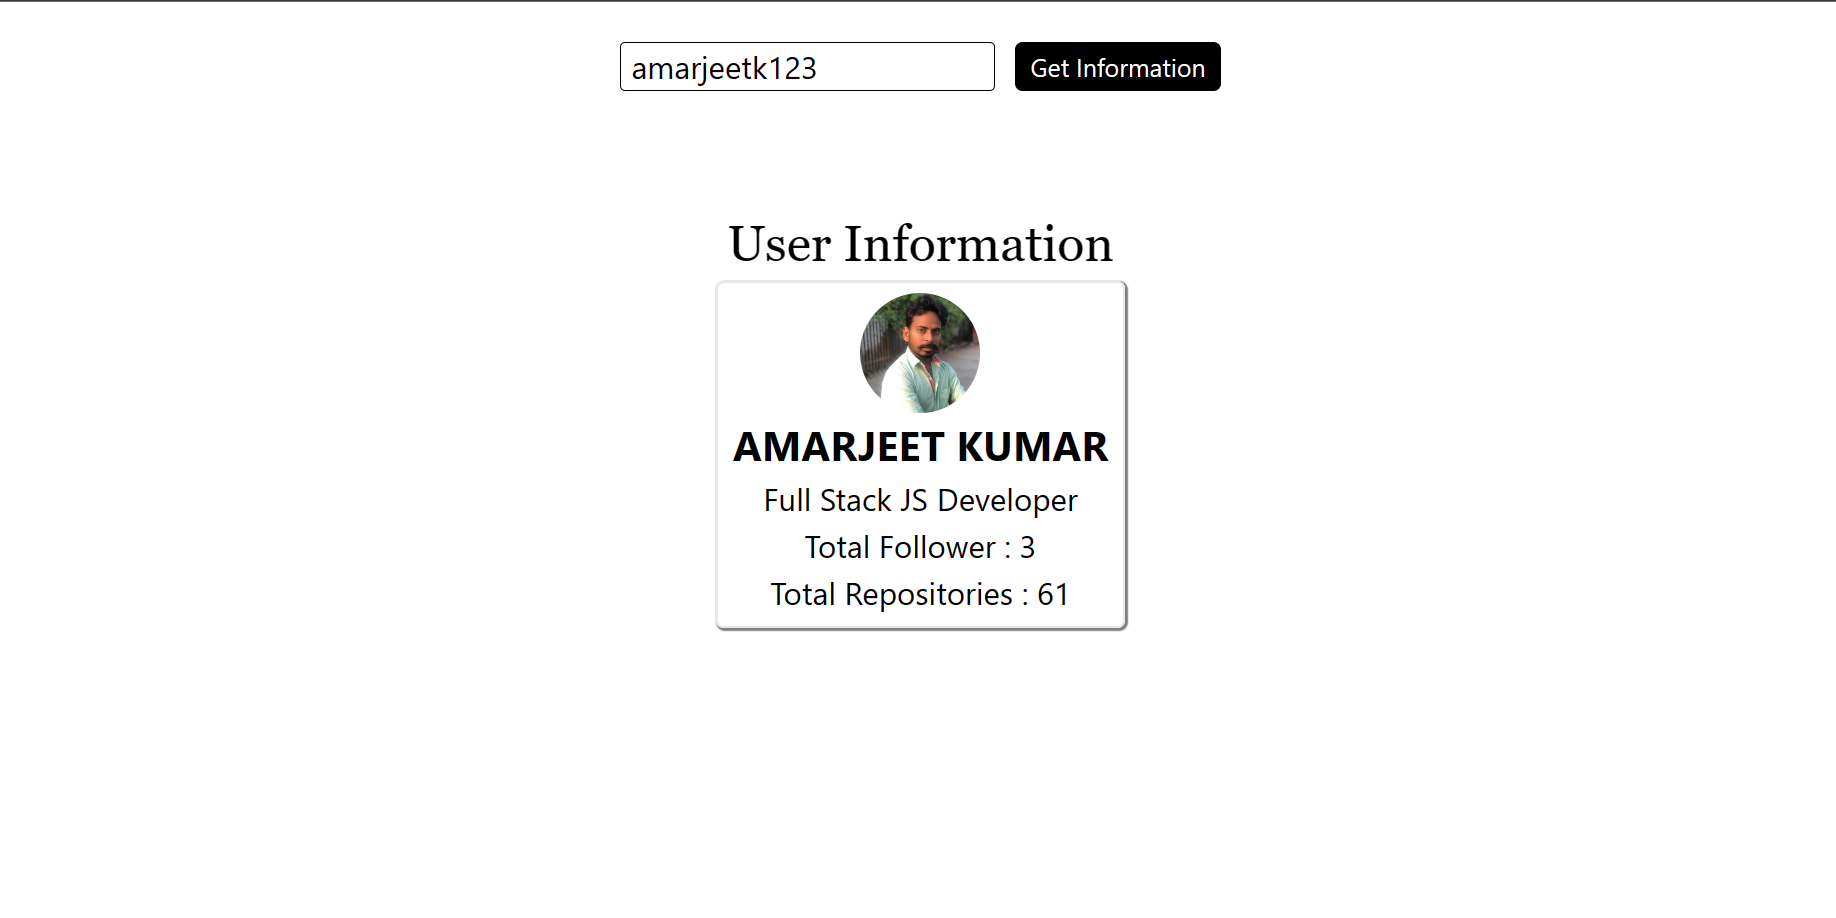 amarjeetk123
Get Information
User Information
AMARJEET KUMAR
Full Stack JS Developer
Total Follower : 3
Total Repositories : 61